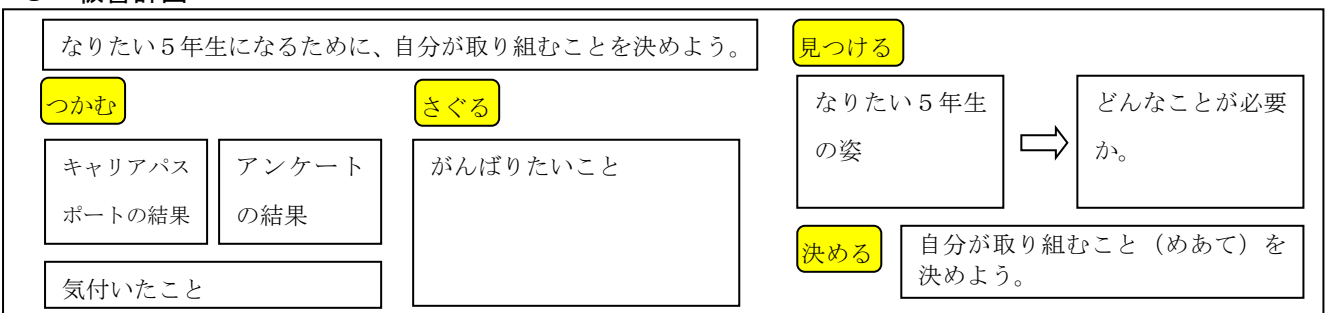 なりたい5年生になるために、自分が取り組むことを決めよう。
つかむ
キャリアパス
ポートの結果
アンケート
の結果
気付いたこと
さぐる
がんばりたいこと
見つける
なりたい5年生
の姿
どんなことが必要
か。
決める
自分が取り組むこと（めあて）を
決めよう。